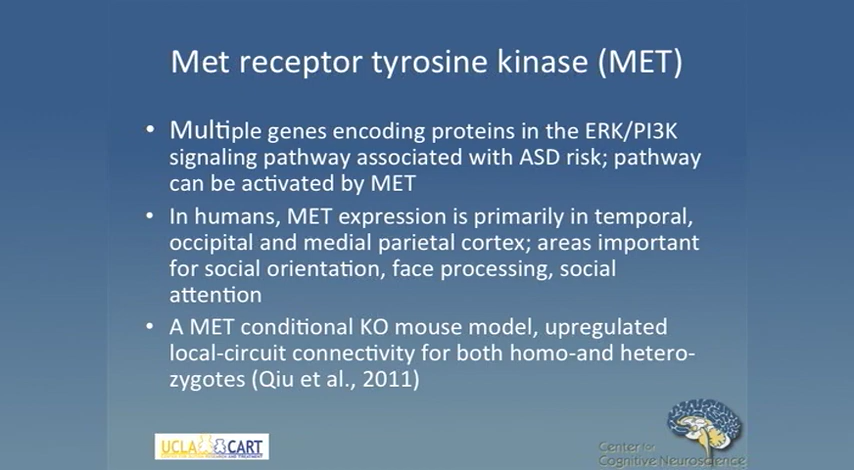 Met receptor tyrosine kinase (MET)
• Multiple genes encoding proteins in the ERK/PI3K
signaling pathway associated with ASD risk; pathway
can be activated by MET
• In humans, MET expression is primarily in temporal,
occipital and medial parietal cortex; areas important
for social orientation, face processing, social
attention
• A MET conditional KO mouse model, upregulated
local-circuit connectivity for both homo-and hetero-
zygotes (Qiu et al., 2011)
UCLA CART
Center for
Cognitive Neuroscience